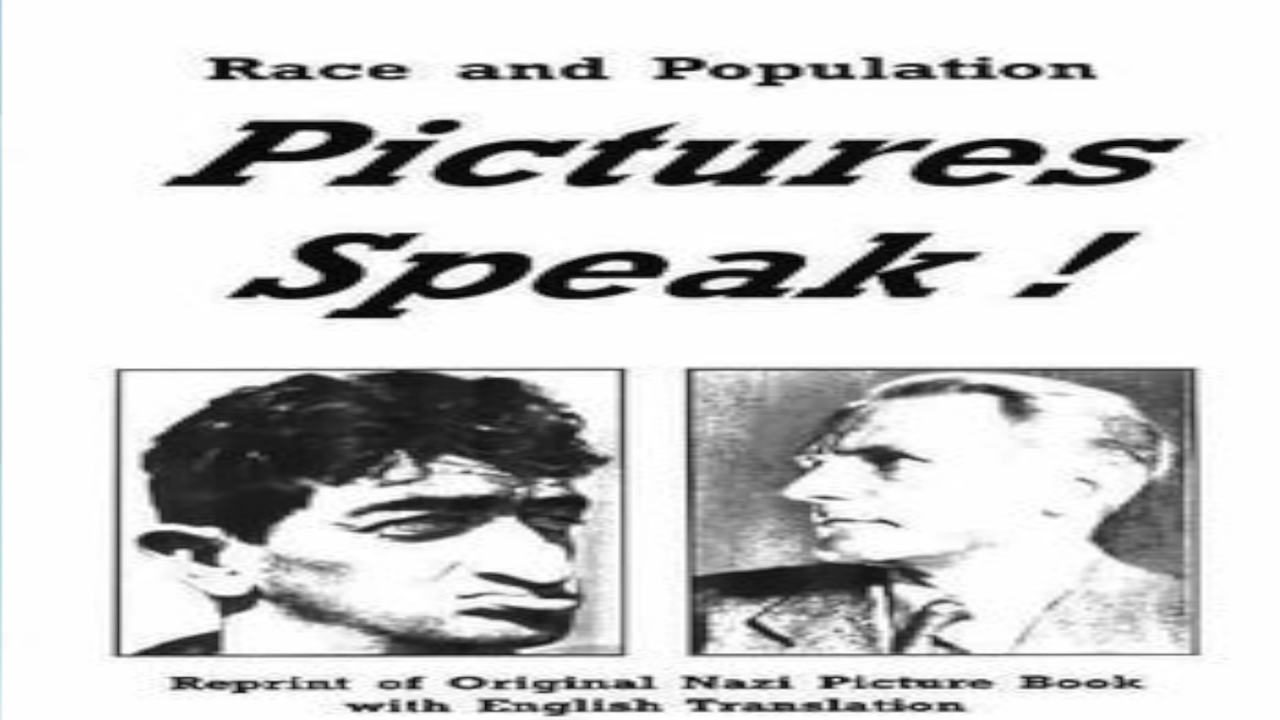 Race and Population
Pictures
Speak !
Reprint of Original Nazi Picture Book
with English Translation